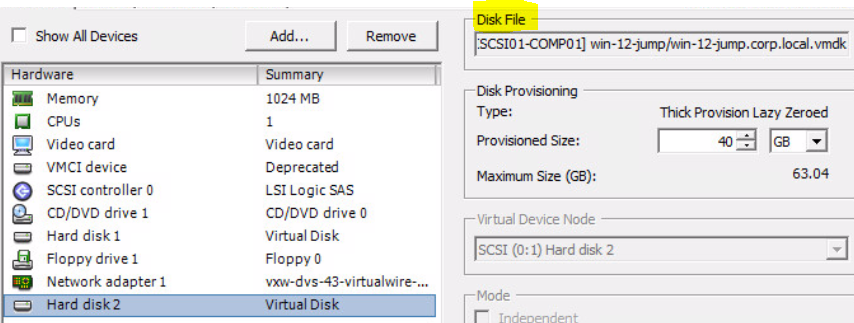 Show All Devices
Add...
Remove
Hardware
Summary
Memory
1024 MB
CPUs
1
Video card
Video card
VMCI device
Deprecated
SCSI controller 0
LSI Logic SAS
CD/DVD drive 1
CD/DVD drive 0
Hard disk 1
Virtual Disk
Floppy drive 1
Floppy 0
Network adapter 1
vxw-dvs-43-virtualwire-...
Hard disk 2
Virtual Disk
Disk File
SCSI01-COMP01] win-12-jump/win-12-jump.corp.local.vmdk
Disk Provisioning
Type:
Thick Provision Lazy Zeroed
Provisioned Size:
40
GB
Maximum Size (GB):
63.04
Virtual Device Node
SCSI (0:1) Hard disk 2
Mode
Independent